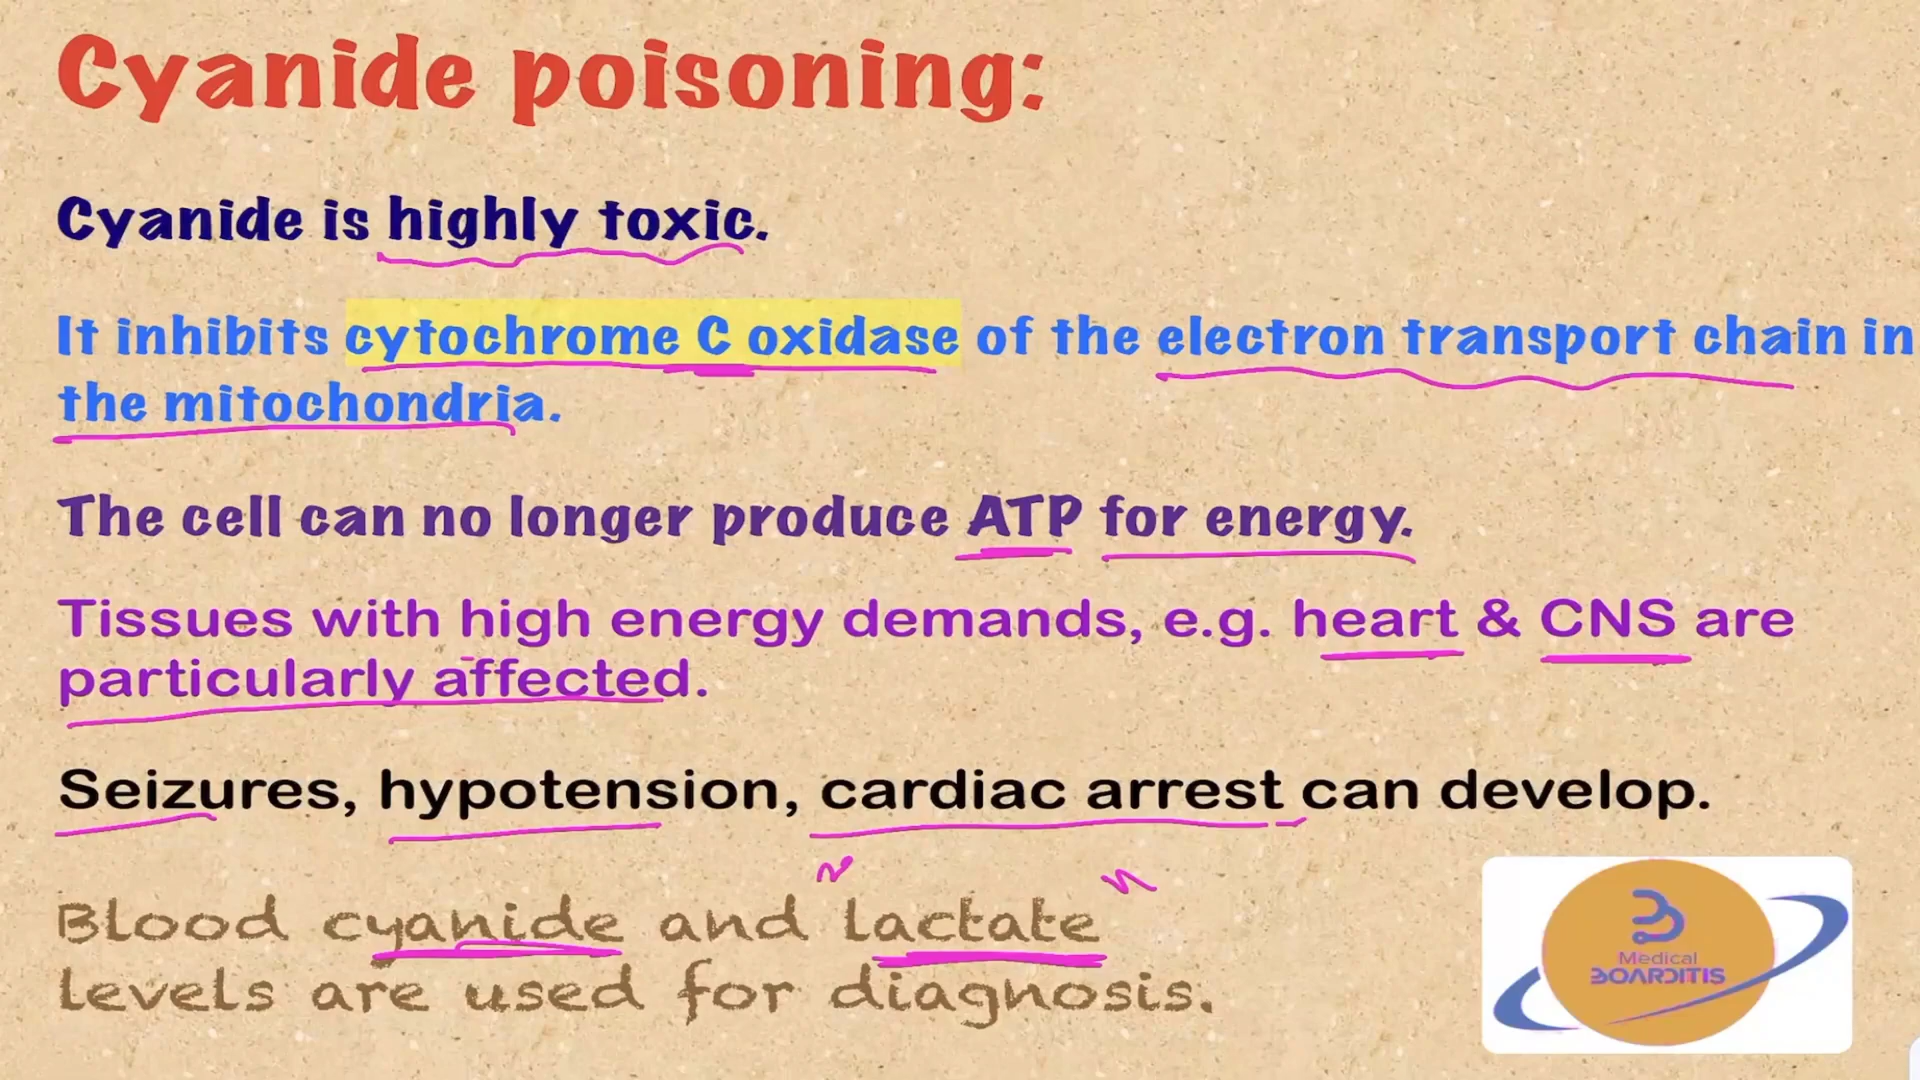 Cyanide poisoning:
Cyanide is highly toxic.
It inhibits cytochrome C oxidase of the electron transport chain in
the mitochondria.
The cell can no longer produce ATP for energy.
Tissues with high energy demands, e.g. heart & CNS are
particularly affected.
Seizures, hypotension, cardiac arrest can develop.
Blood cyanide and lactate
levels are used for diagnosis.
Medical
BOARDITIS